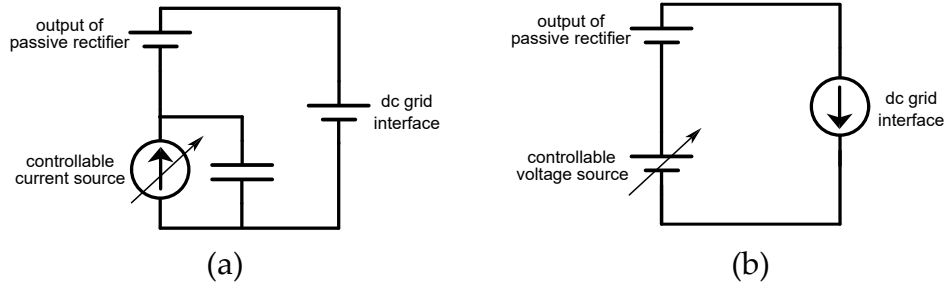 output of
passive rectifier
dc grid
interface
controllable
current source
(a)
output of
passive rectifier
dc grid
interface
controllable
voltage source
(b)